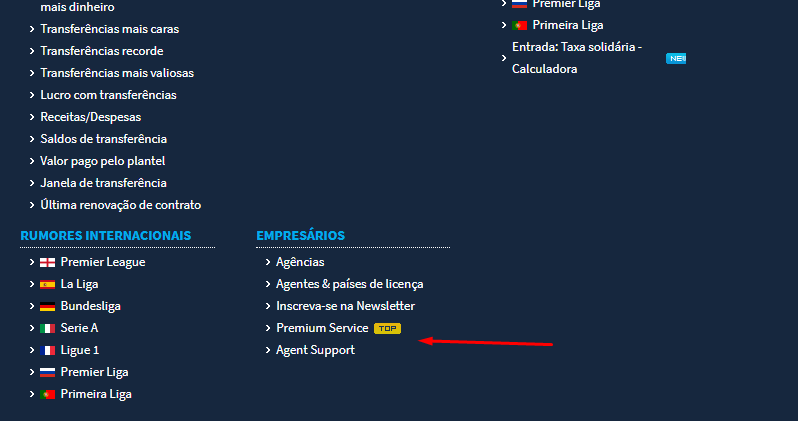 mais dinheiro
Transferências mais caras
Transferências recorde
Transferências mais valiosas
Lucro com transferências
Receitas/Despesas
Saldos de transferência
Valor pago pelo plantel
Janela de transferência
Última renovação de contrato
Premier Liga
Primeira Liga
Entrada: Taxa solidária -
Calculadora
RUMORES INTERNACIONAIS
Premier League
La Liga
Bundesliga
Serie A
Ligue 1
Premier Liga
Primeira Liga
EMPRESÁRIOS
Agências
Agentes & países de licença
Inscreva-se na Newsletter
Premium Service TOP
Agent Support